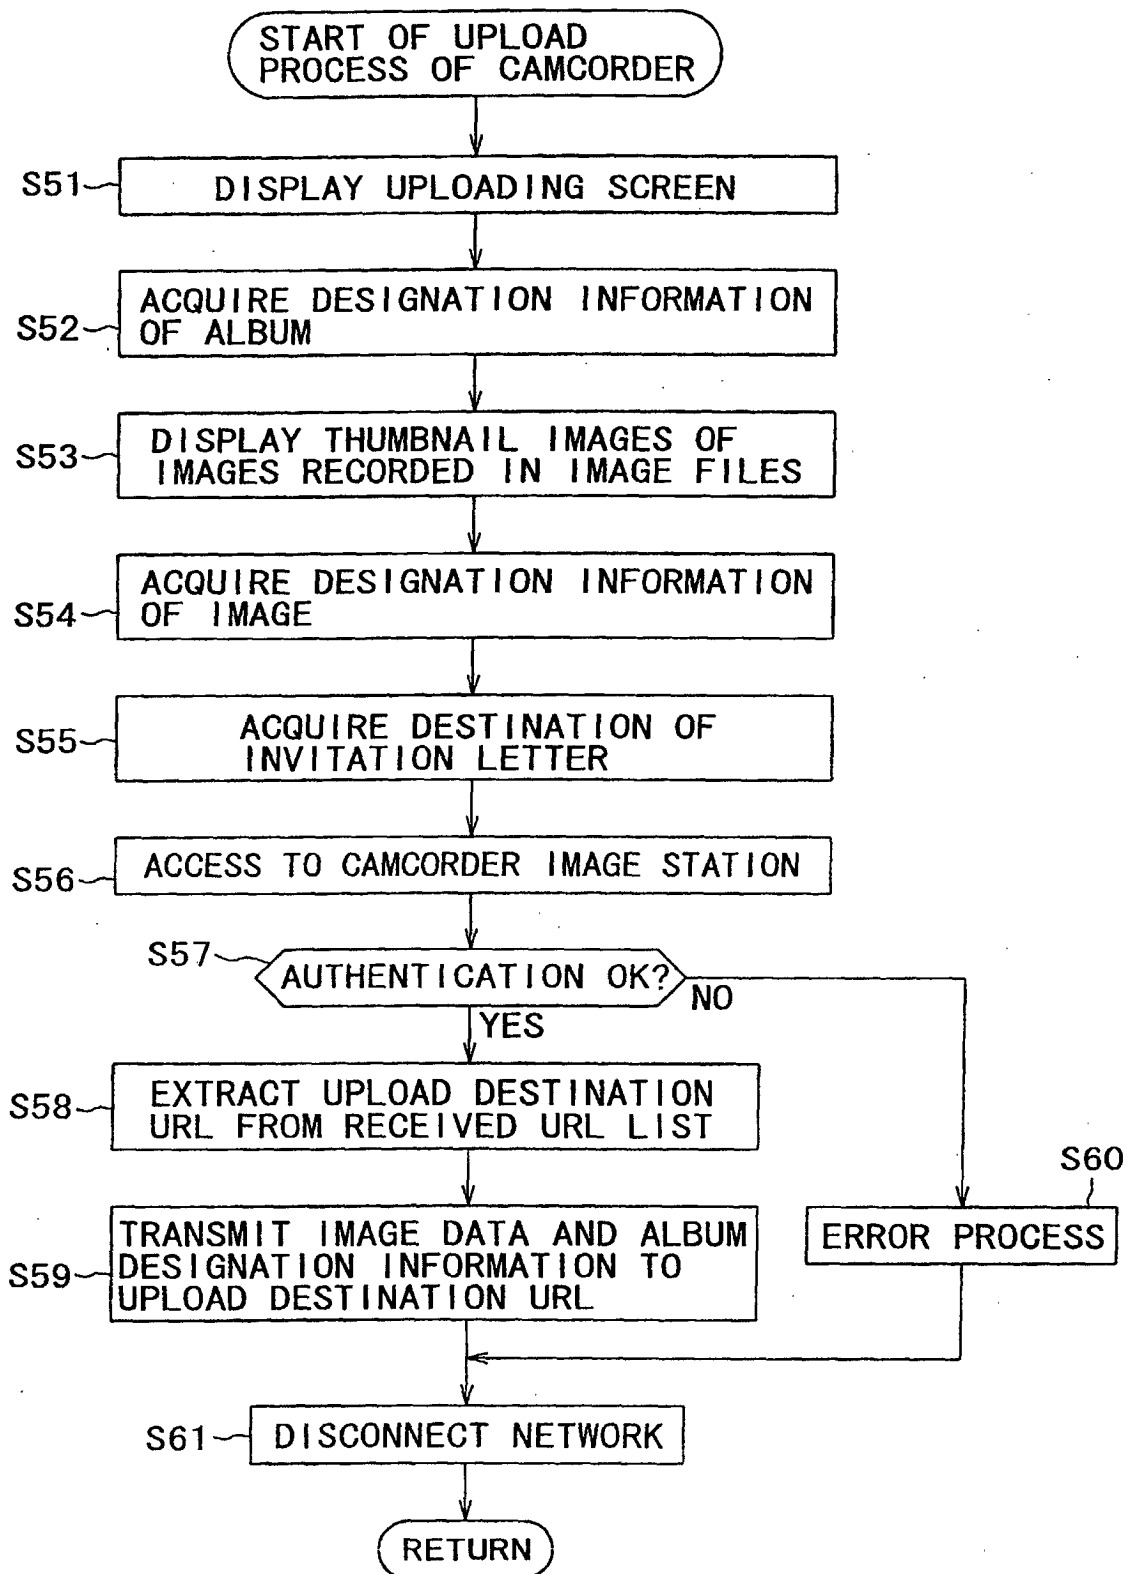 START OF UPLOAD
PROCESS OF CAMCORDER
S51
DISPLAY UPLOADING SCREEN
S52
ACQUIRE DESIGNATION INFORMATION
OF ALBUM
S53
DISPLAY THUMBNAIL IMAGES OF
IMAGES RECORDED IN IMAGE FILES
S54
ACQUIRE DESIGNATION INFORMATION
OF IMAGE
S55
ACQUIRE DESTINATION OF
INVITATION LETTER
S56
ACCESS TO CAMCORDER IMAGE STATION
S57
AUTHENTICATION OK?
NO
YES
S58
EXTRACT UPLOAD DESTINATION
URL FROM RECEIVED URL LIST
S60
ERROR PROCESS
S59
TRANSMIT IMAGE DATA AND ALBUM
DESIGNATION INFORMATION TO
UPLOAD DESTINATION URL
S61
DISCONNECT NETWORK
RETURN